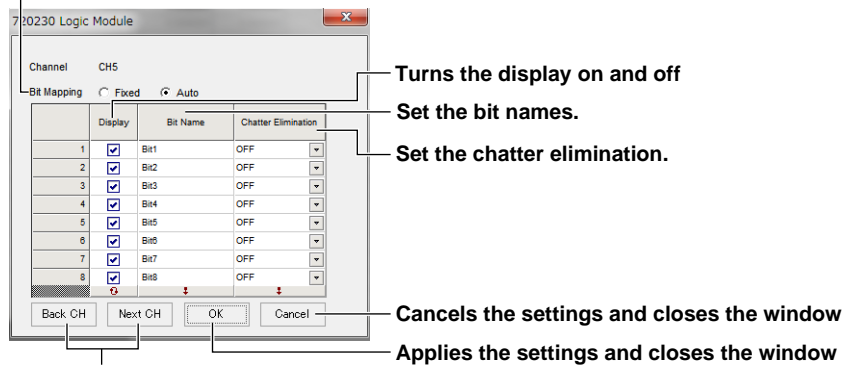 720230 Logic Module
Channel CH5
Turns the display on and off
Bit Mapping Fixed Auto
Set the bit names.
Display Bit Name Chatter Elimination
Set the chatter elimination.
1 Bit1 OFF
2 Bit2 OFF
3 Bit3 OFF
4 Bit4 OFF
5 Bit5 OFF
6 Bit6 OFF
7 Bit7 OFF
8 Bit8 OFF
Back CH Next CH OK Cancel
Cancels the settings and closes the window
Applies the settings and closes the window